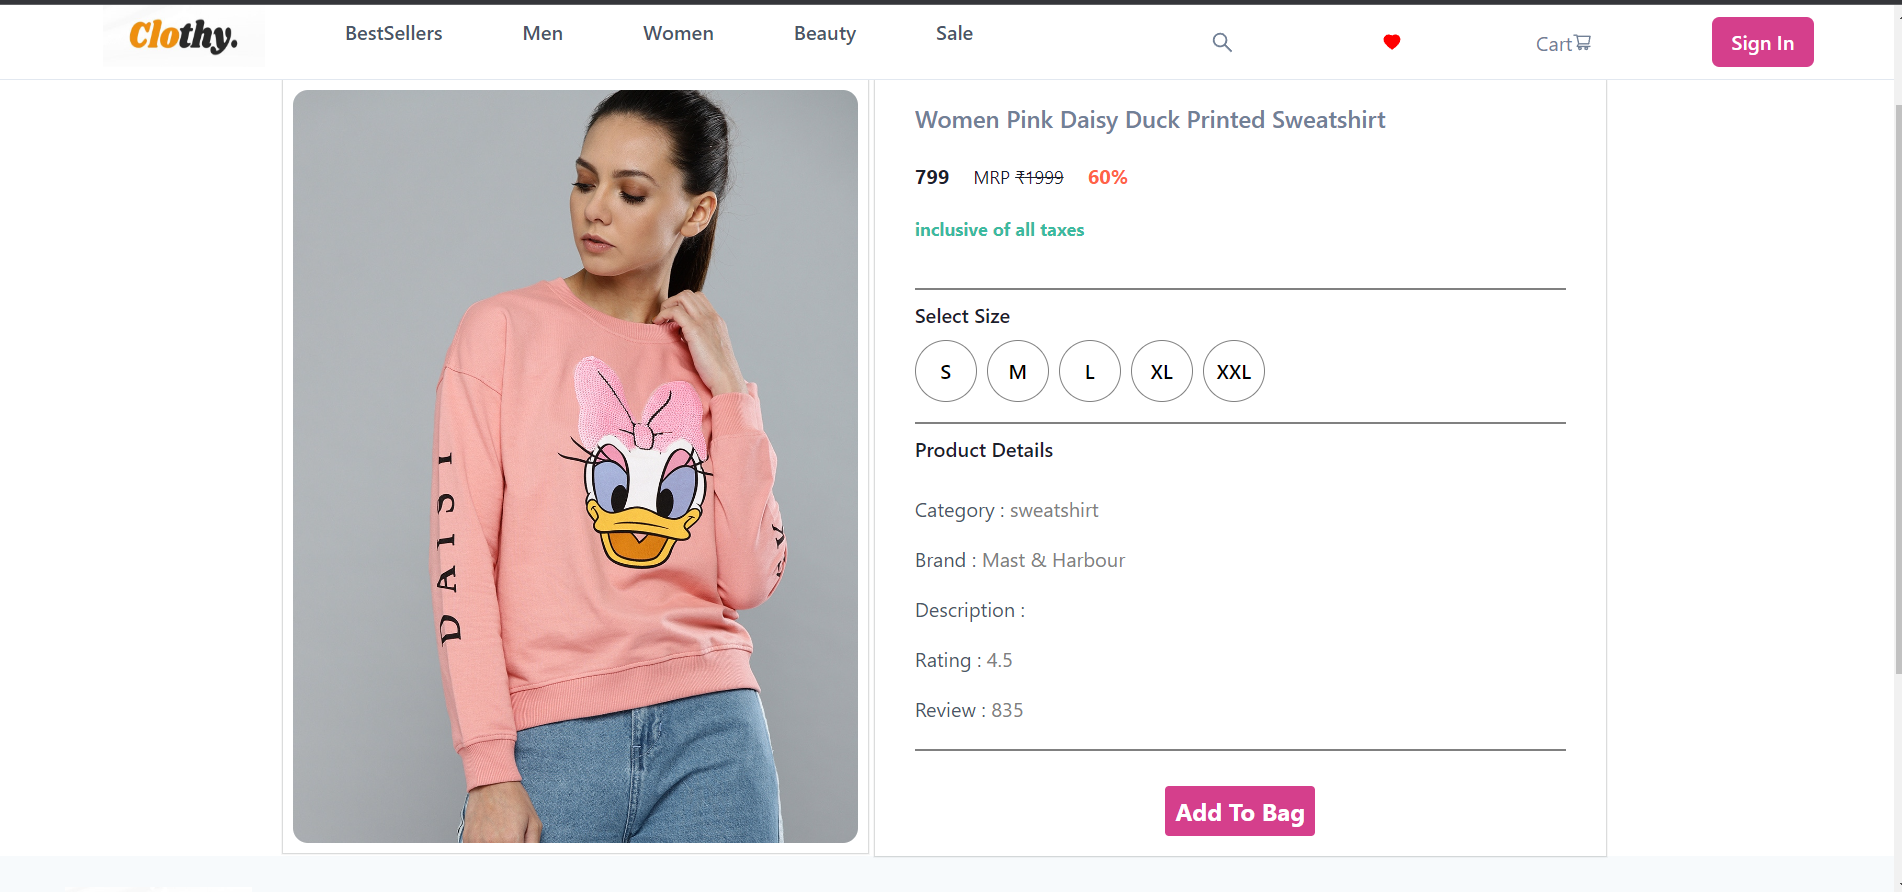 Clothy.
BestSellers
Men
Women
Beauty
Sale
Cart
Sign In
DAISY
Women Pink Daisy Duck Printed Sweatshirt
799 MRP ₹1999 60%
inclusive of all taxes
Select Size
S M L XL XXL
Product Details
Category : sweatshirt
Brand : Mast & Harbour
Description :
Rating : 4.5
Review : 835
Add To Bag